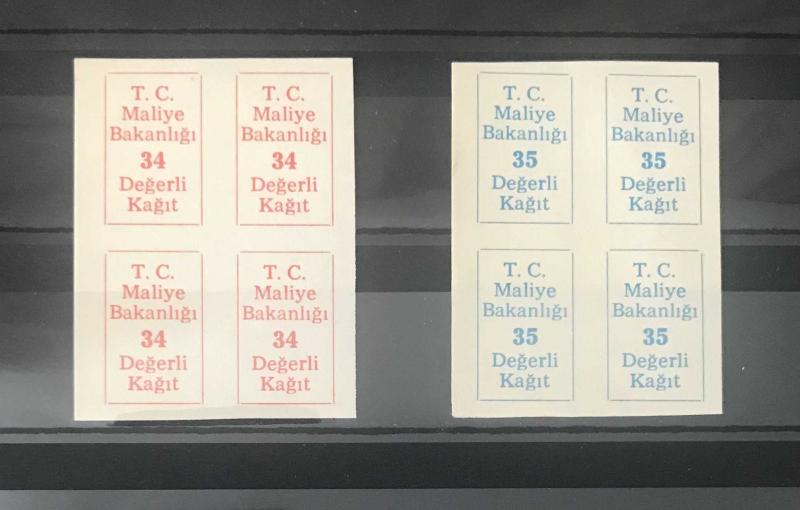 T. C.
Maliye
Bakanlığı
34
Değerli
Kağıt
T. C.
Maliye
Bakanlığı
34
Değerli
Kağıt
T. C.
Maliye
Bakanlığı
35
Değerli
Kağıt
T. C.
Maliye
Bakanlığı
35
Değerli
Kağıt
T. C.
Maliye
Bakanlığı
34
Değerli
Kağıt
T. C.
Maliye
Bakanlığı
34
Değerli
Kağıt
T. C.
Maliye
Bakanlığı
35
Değerli
Kağıt
T. C.
Maliye
Bakanlığı
35
Değerli
Kağıt